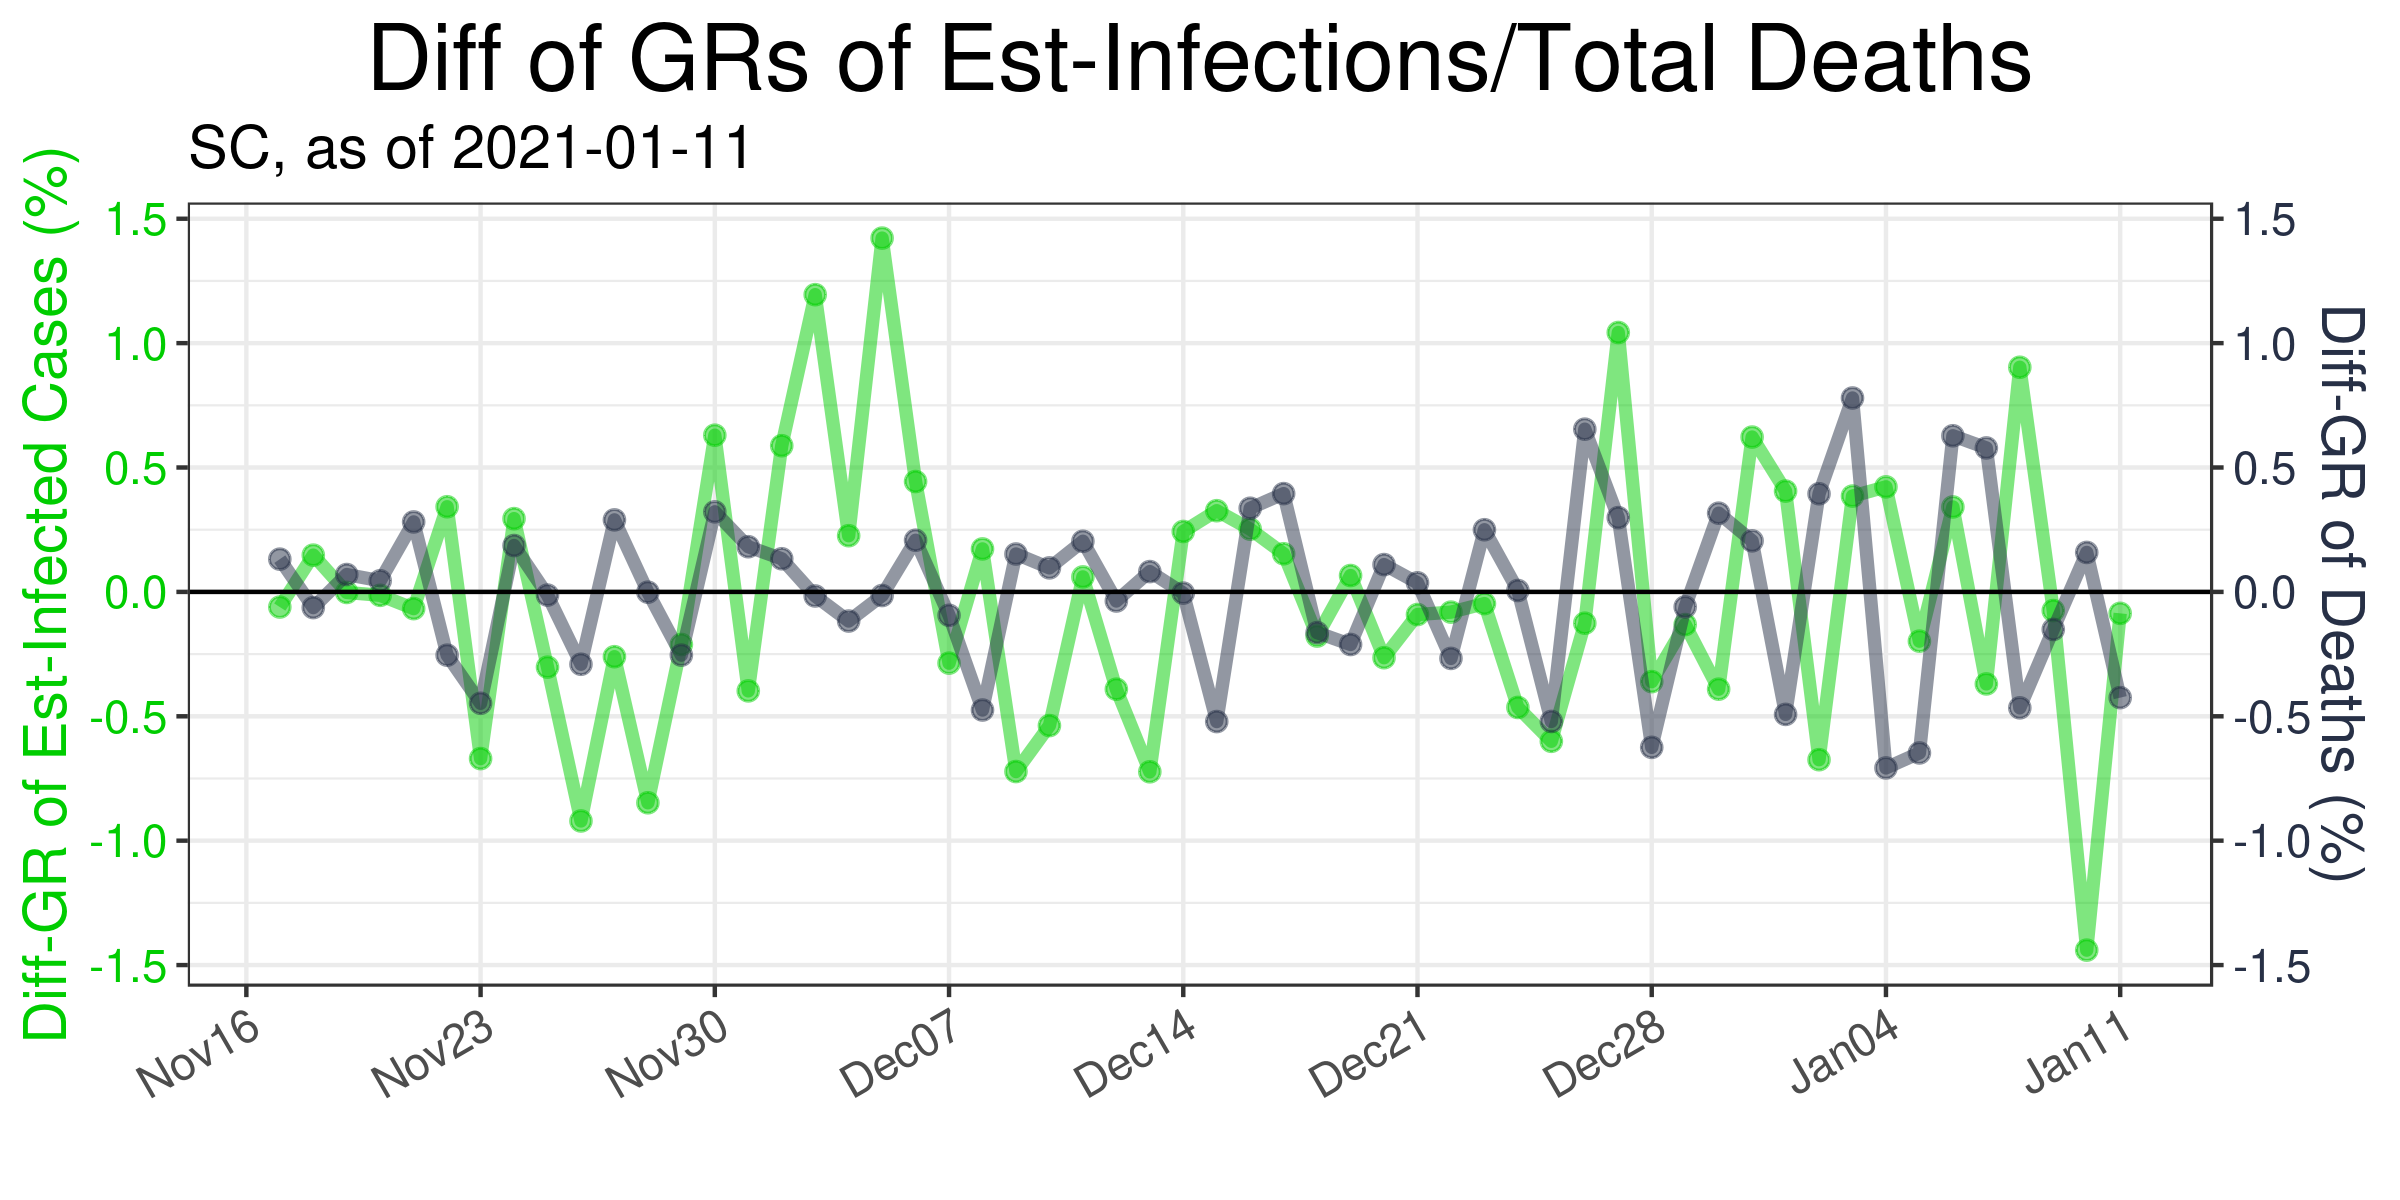 Diff of GRs of Est-Infections/Total Deaths
SC, as of 2021-01-11
Diff-GR of Est-Infected Cases (%)
1.5
1.0
0.5
0.0
-0.5
-1.0
-1.5
1.5
1.0
0.5
0.0
-0.5
-1.0
-1.5
Diff-GR of Deaths (%)
Nov16
Nov23
Nov30
Dec07
Dec14
Dec21
Dec28
Jan04
Jan11